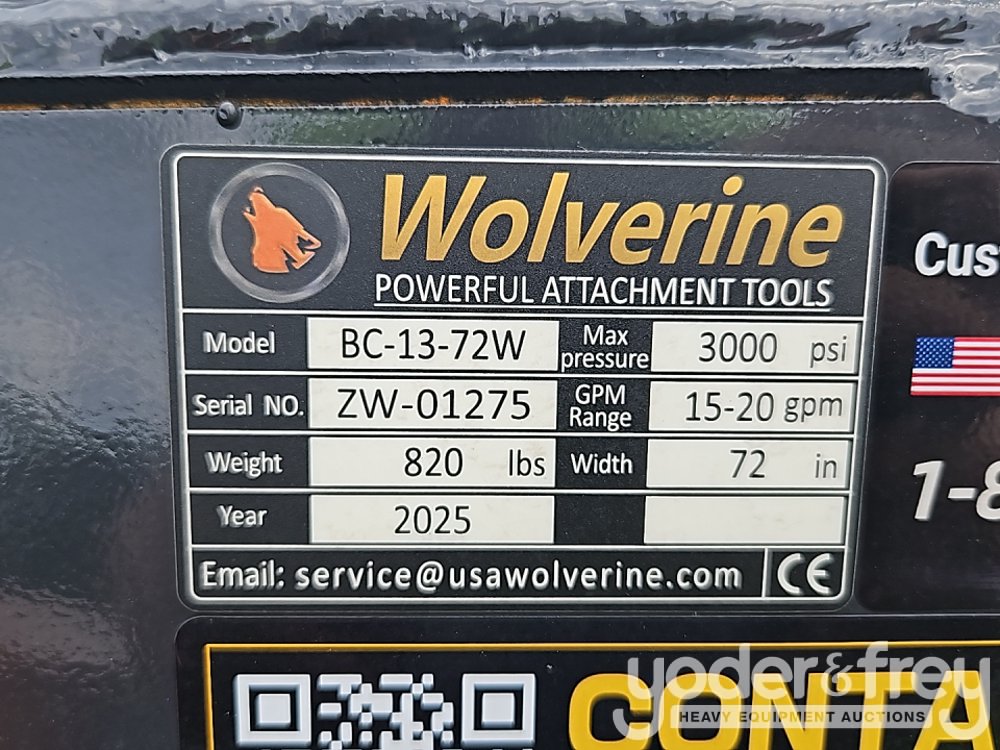 Wolverine
POWERFUL ATTACHMENT TOOLS
Model BC-13-72W Max pressure 3000 psi
Serial NO. ZW-01275 GPM Range 15-20 gpm
Weight 820 lbs Width 72 in
Year 2025
Email: service@usawolverine.com CE
Cus
1-8
CONTA
yoder & frey
HEAVY EQUIPMENT AUCTIONS